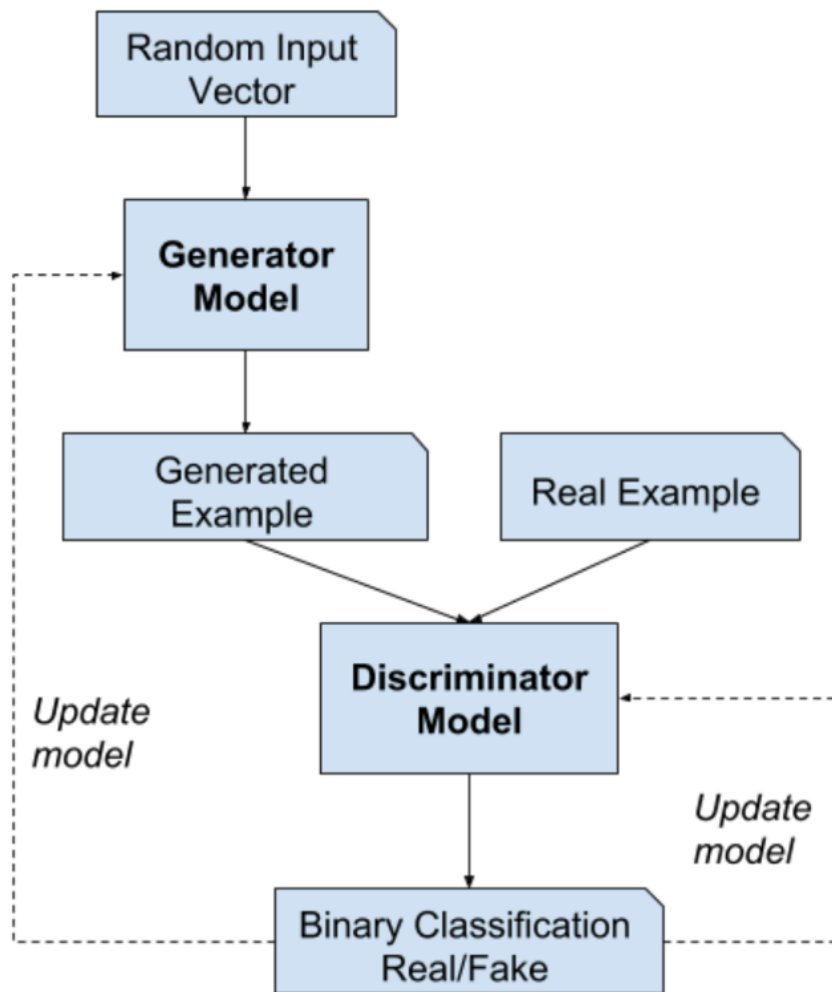 Random Input
Vector
Generator
Model
Generated
Example
Real Example
Discriminator
Model
Update
model
Update
model
Binary Classification
Real/Fake